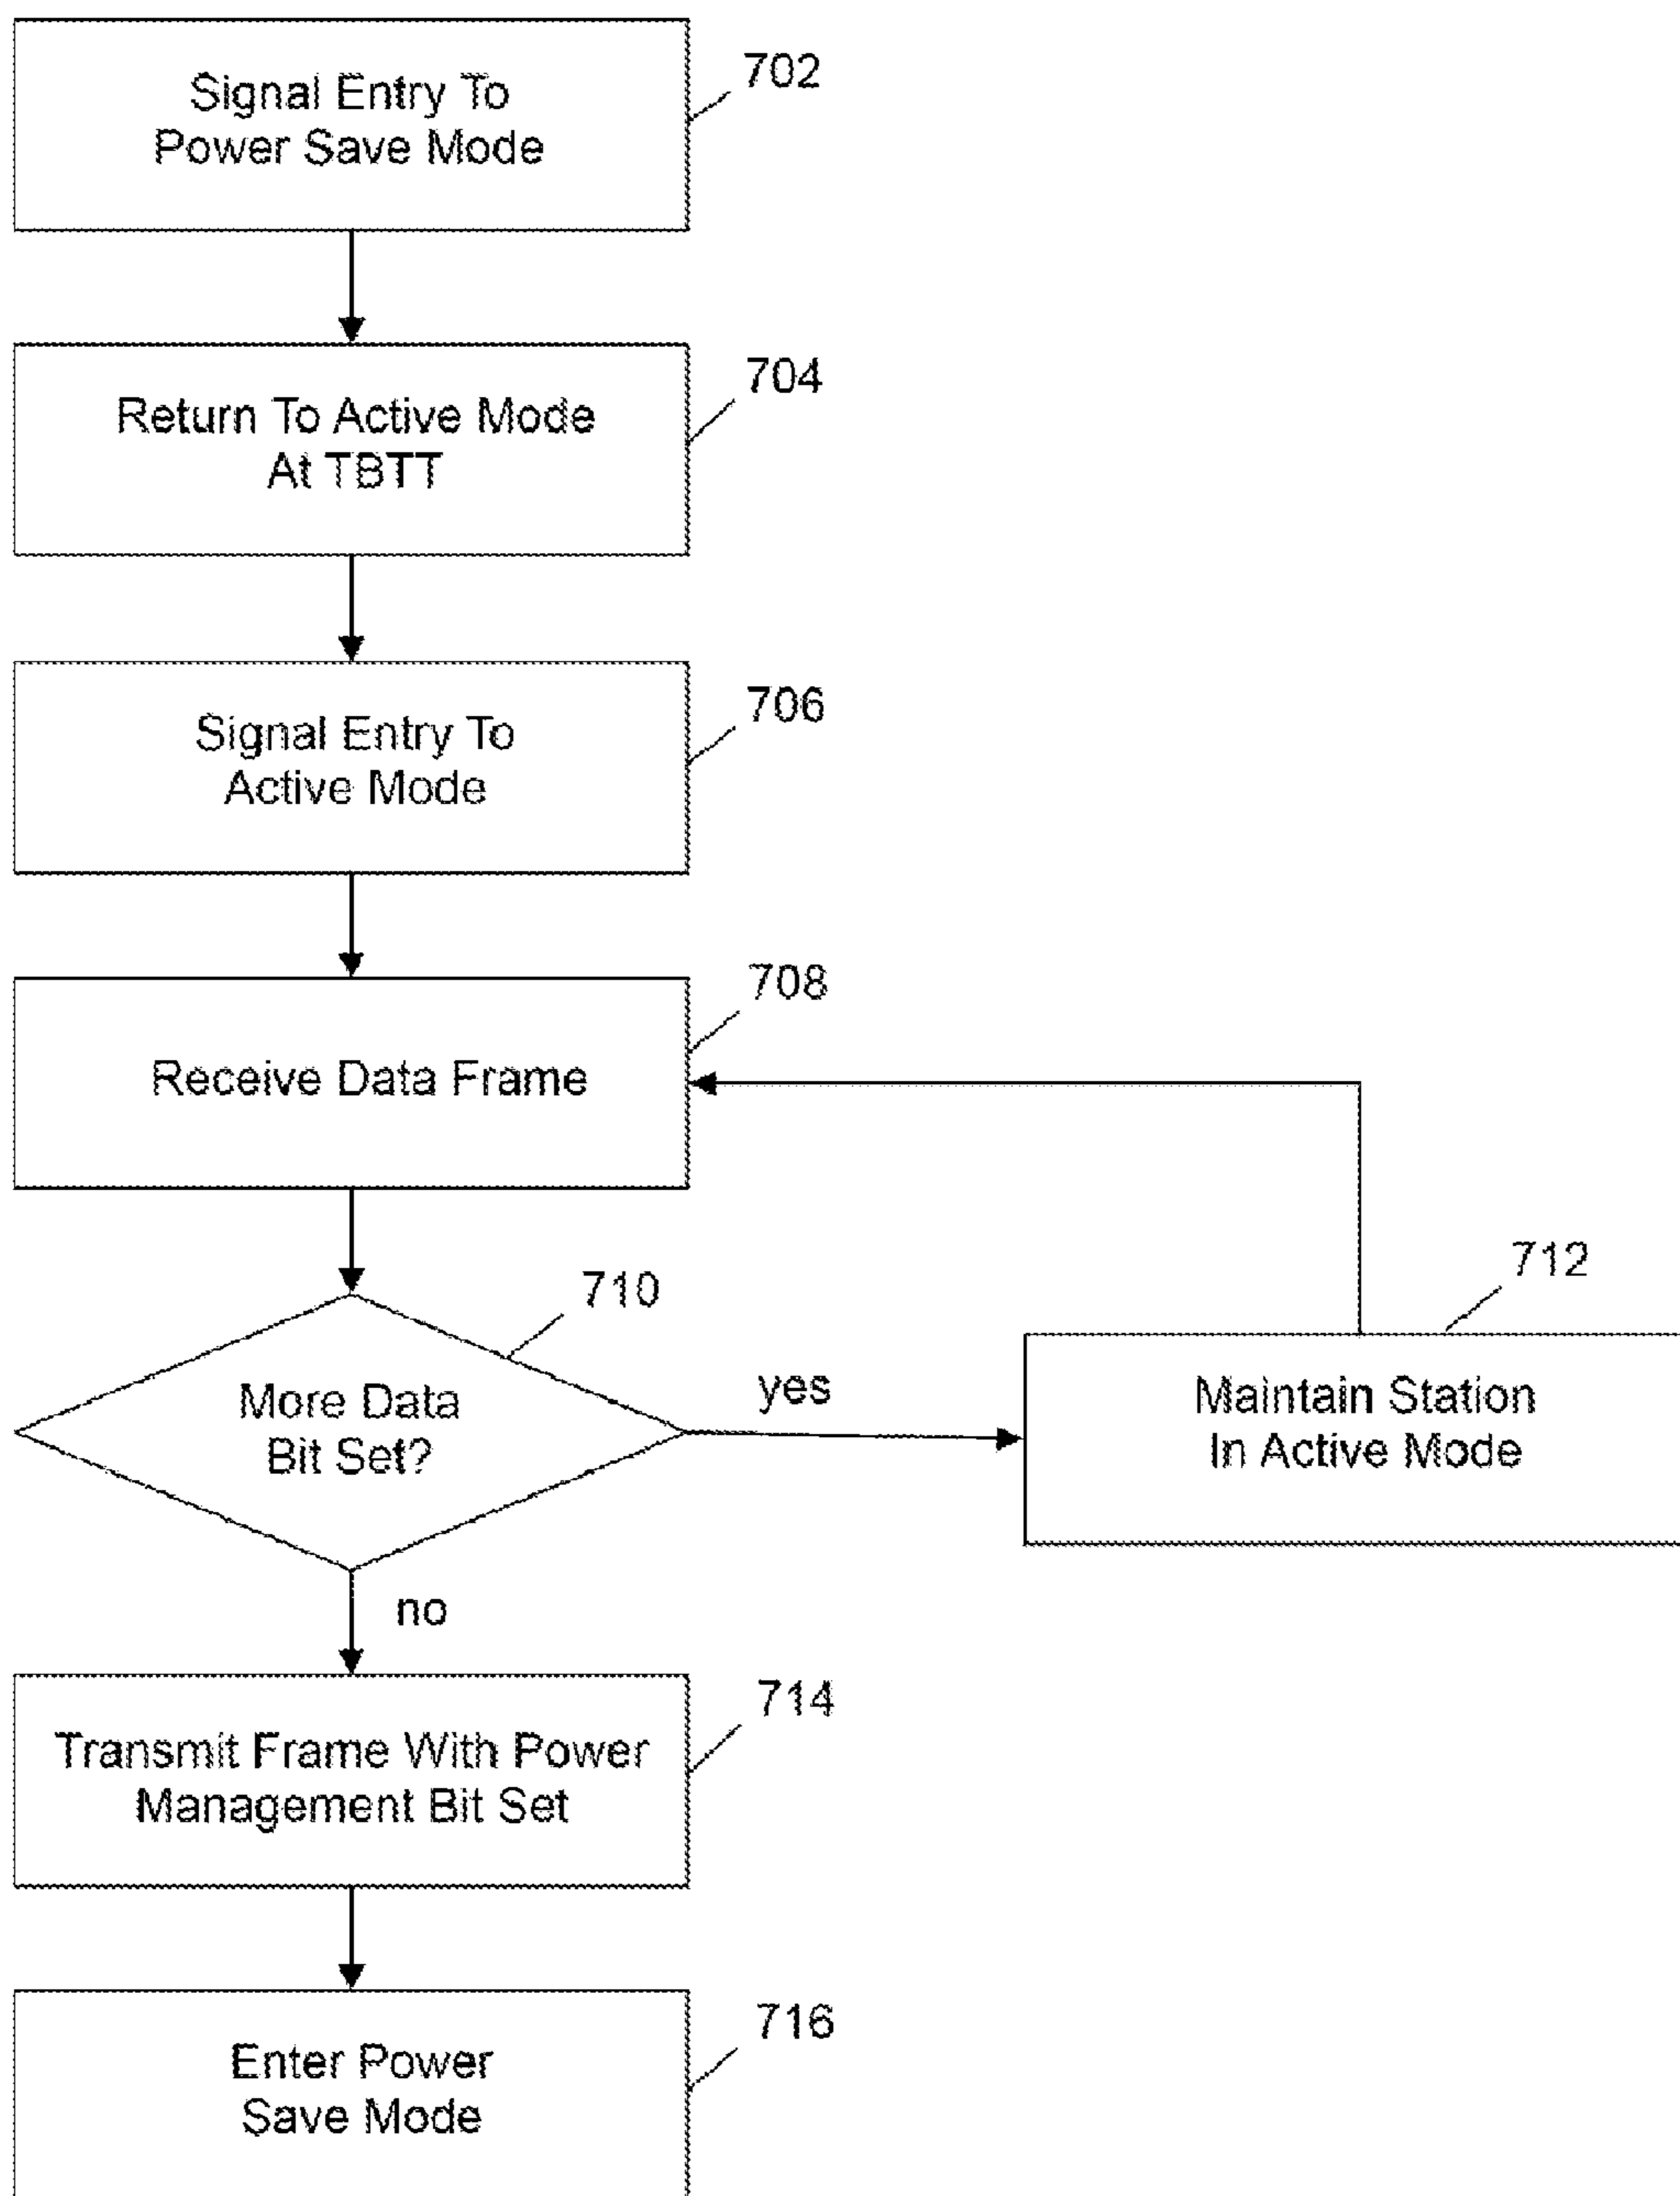 Signal Entry To
Power Save Mode
702
Return To Active Mode
At TBTT
704
Signal Entry To
Active Mode
706
Receive Data Frame
708
More Data
Bit Set?
710
yes
Maintain Station
In Active Mode
712
no
Transmit Frame With Power
Management Bit Set
714
Enter Power
Save Mode
716